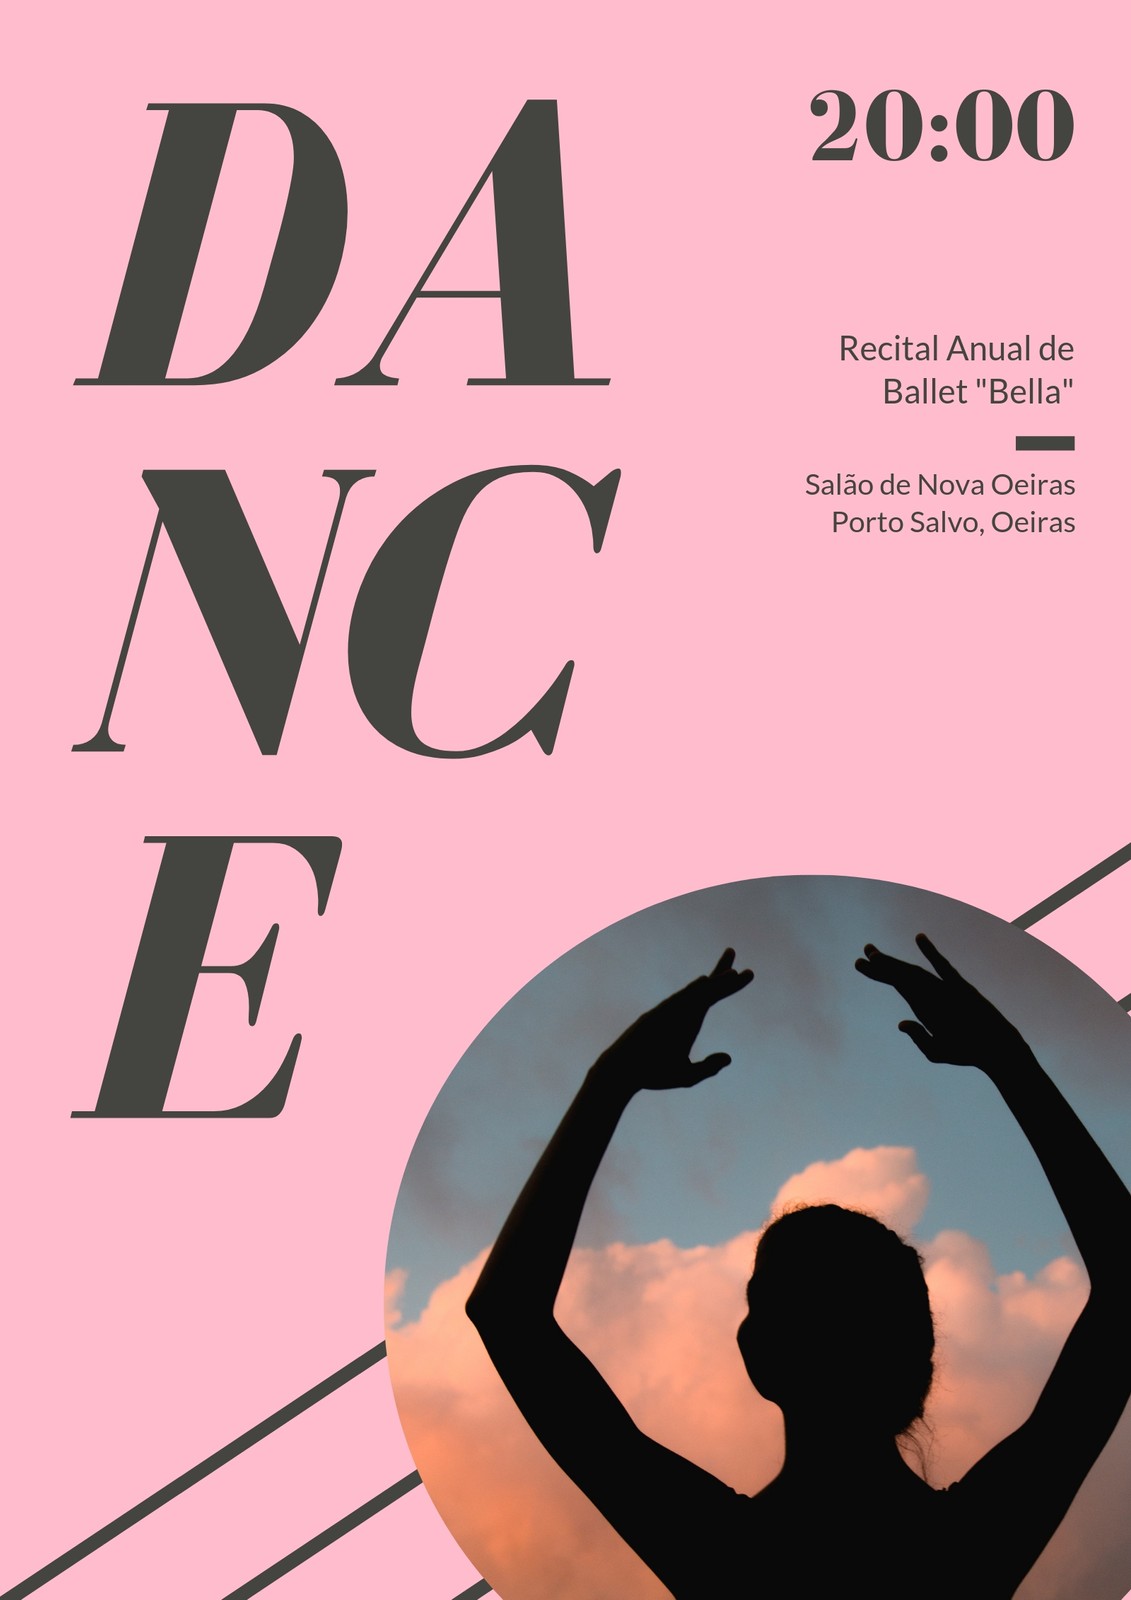 DA
NC
E
20:00
Recital Anual de
Ballet "Bella"
Salão de Nova Oeiras
Porto Salvo, Oeiras